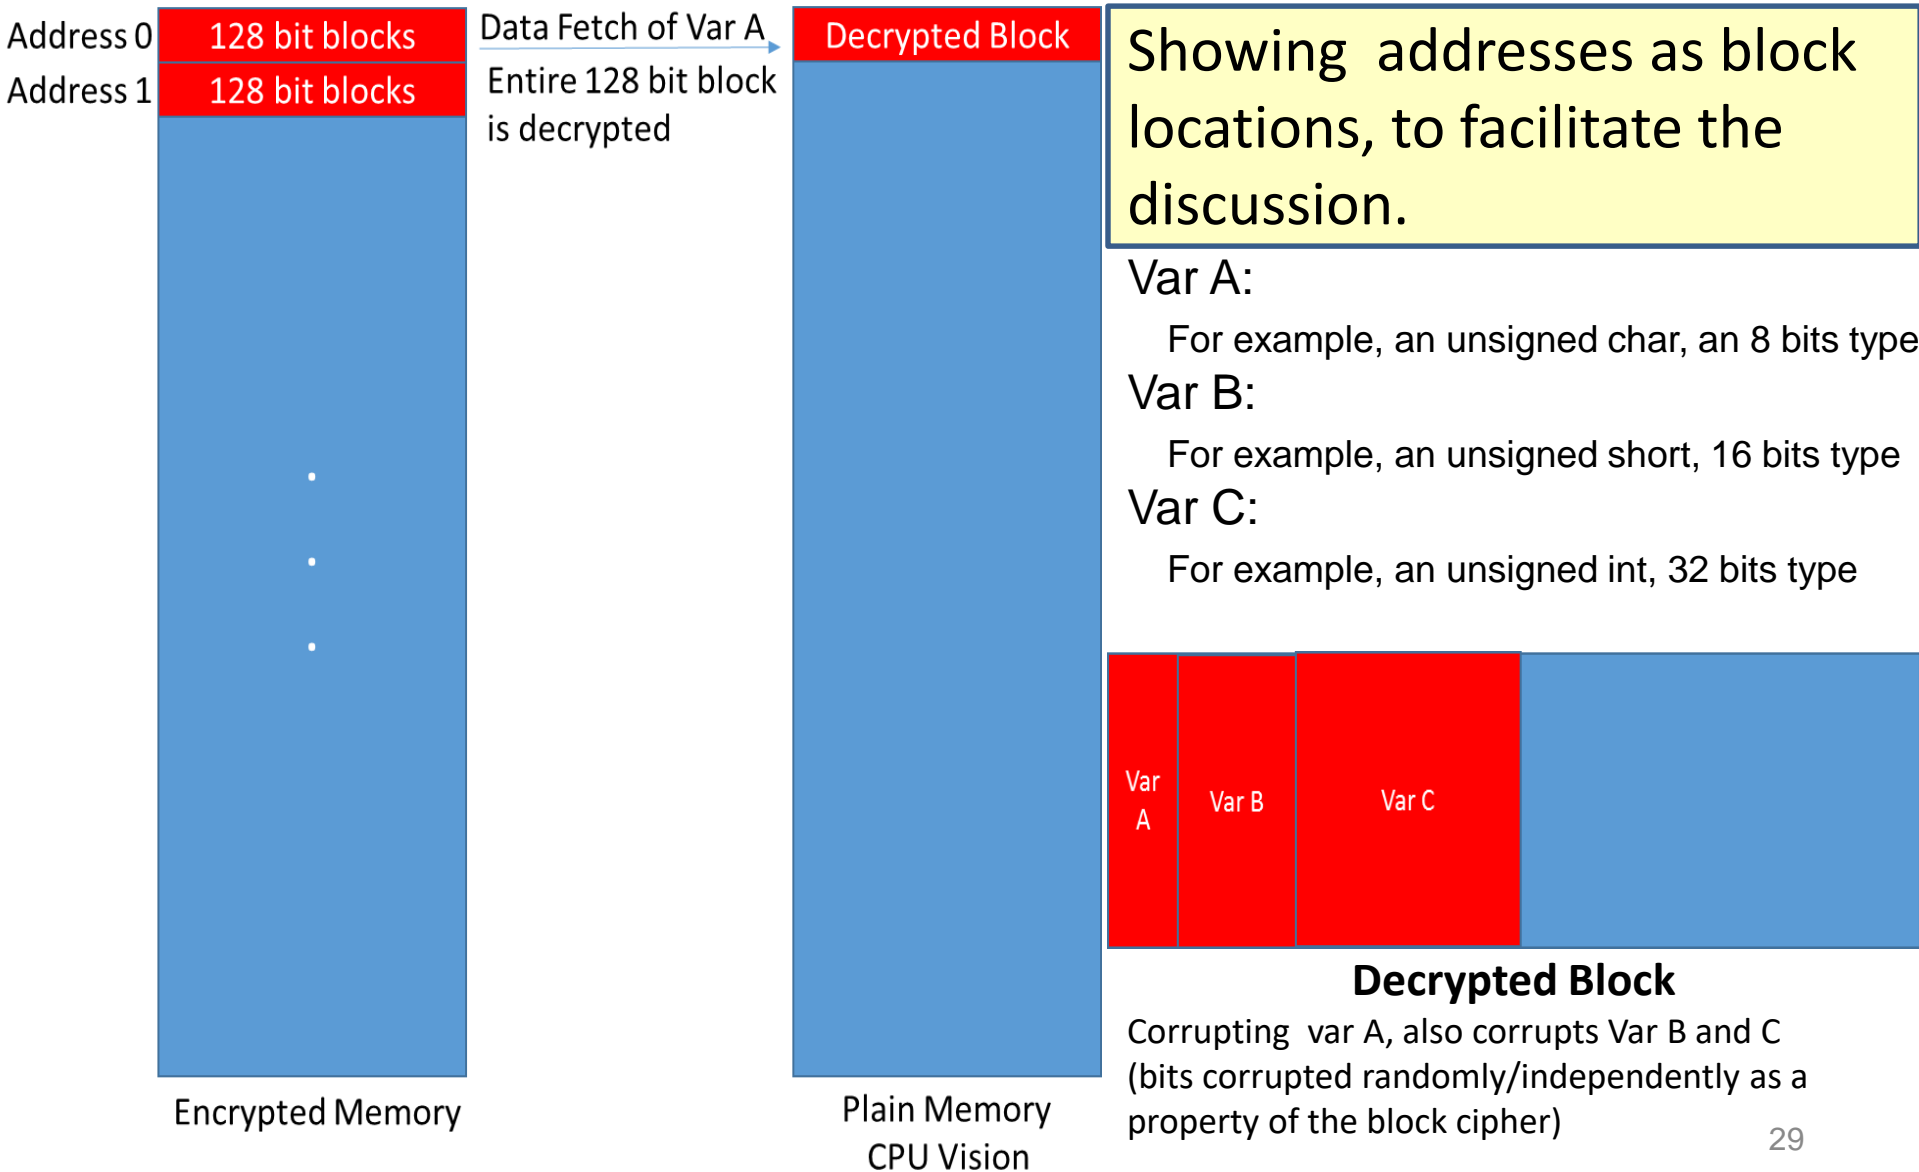 Address 0
128 bit blocks
Address 1
128 bit blocks
Data Fetch of Var A
Entire 128 bit block
is decrypted
Decrypted Block
Encrypted Memory
Plain Memory
CPU Vision
Showing addresses as block
locations, to facilitate the
discussion.
Var A:
For example, an unsigned char, an 8 bits type
Var B:
For example, an unsigned short, 16 bits type
Var C:
For example, an unsigned int, 32 bits type
Var
A
Var B
Var C
Decrypted Block
Corrupting var A, also corrupts Var B and C
(bits corrupted randomly/independently as a
property of the block cipher)
29